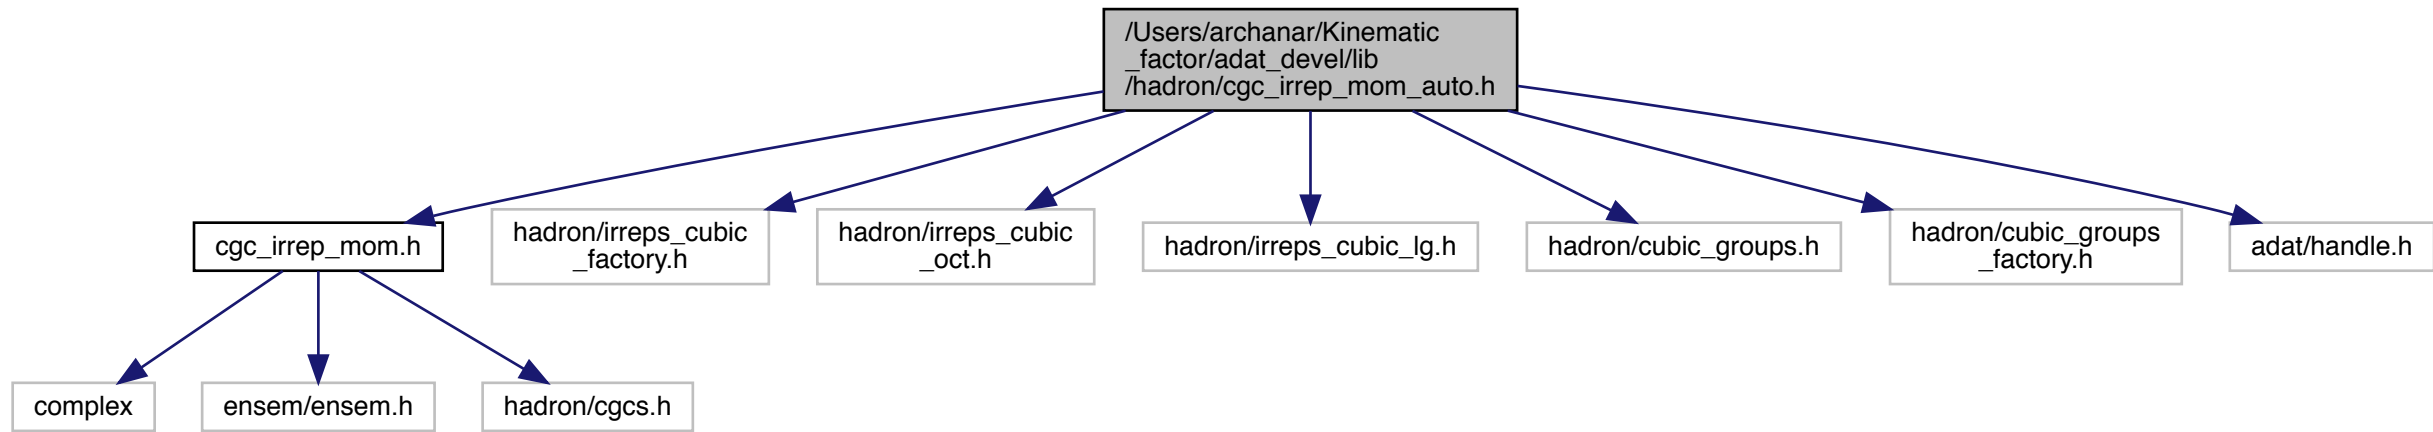 /Users/archanar/Kinematic
_factor/adat_devel/lib
/hadron/cgc_irrep_mom_auto.h
cgc_irrep_mom.h
hadron/irreps_cubic
_factory.h
hadron/irreps_cubic
_oct.h
hadron/irreps_cubic_lg.h
hadron/cubic_groups.h
hadron/cubic_groups
_factory.h
adat/handle.h
complex
ensem/ensem.h
hadron/cgcs.h